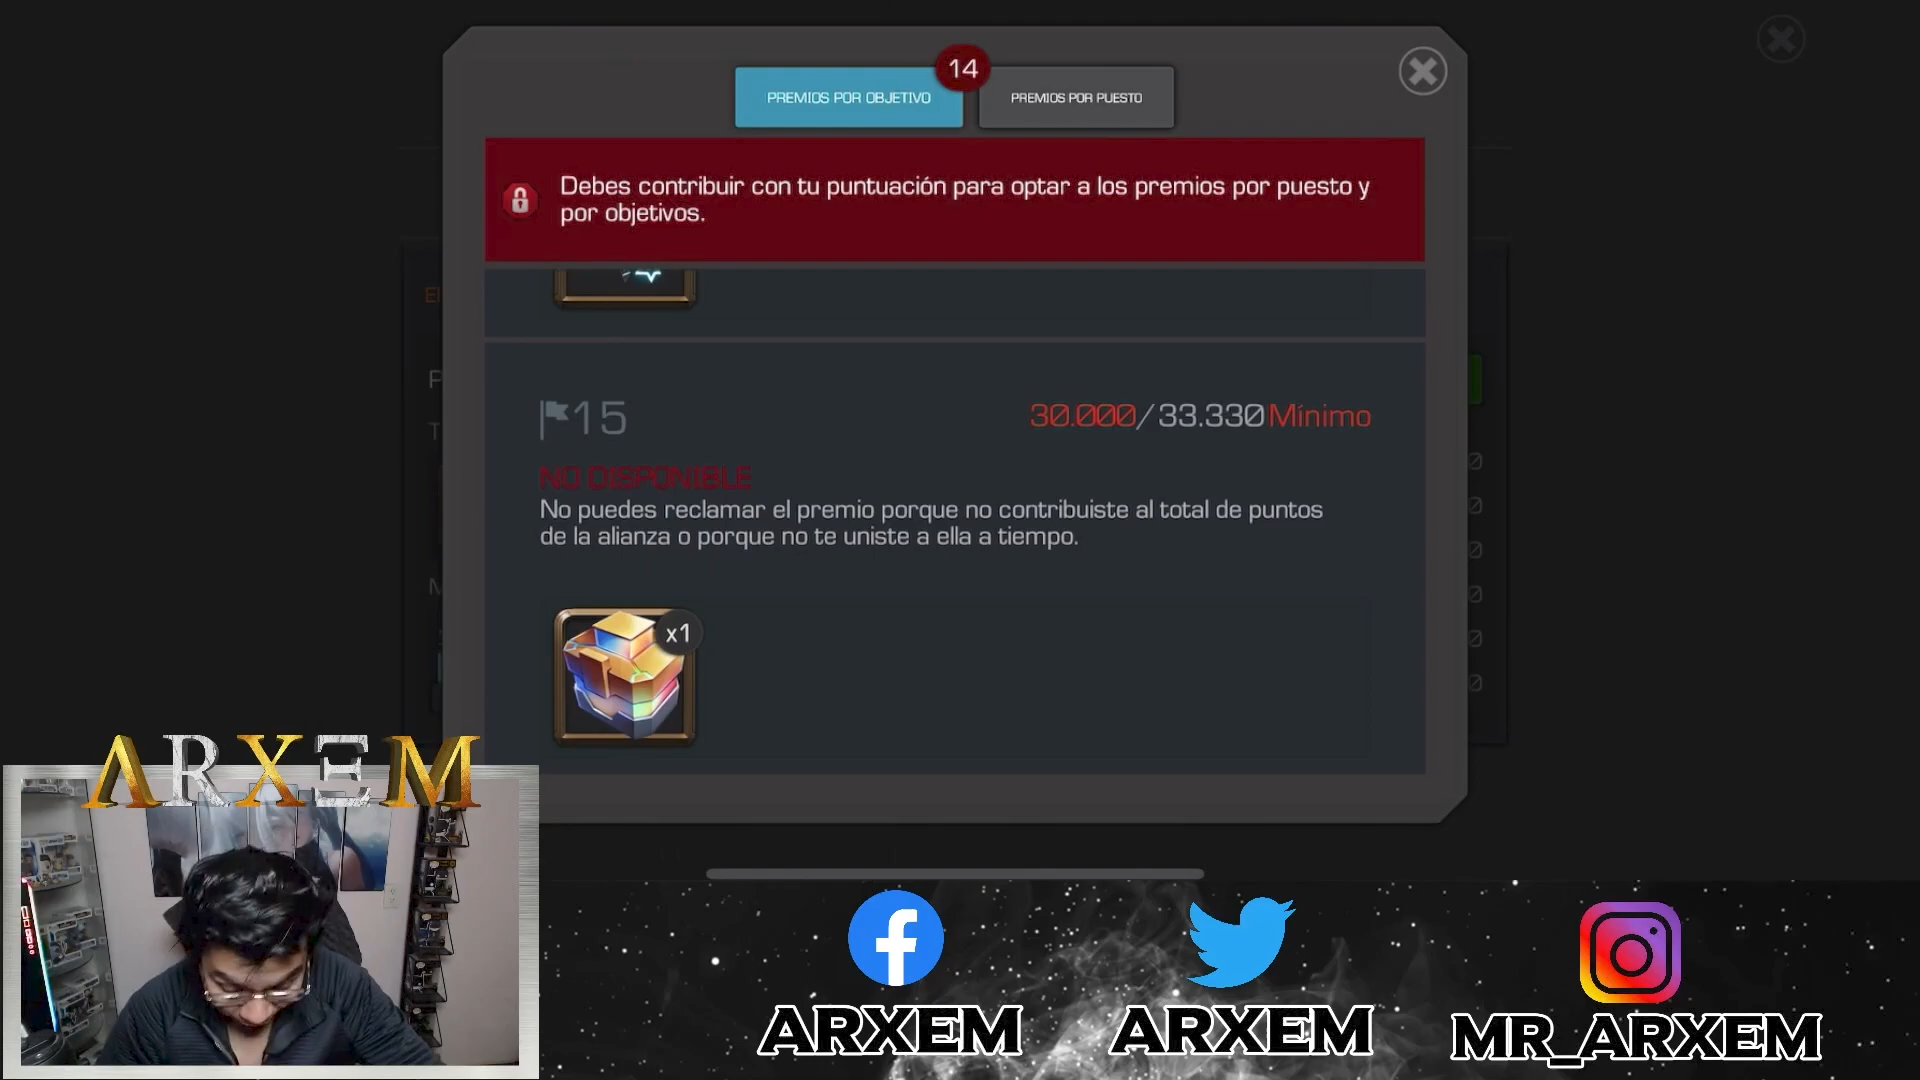 14
PREMIOS POR OBJETIVO
PREMIOS POR PUESTO
Debes contribuir con tu puntuación para optar a los premios por puesto y
por objetivos.
15
30.000/33.330 Mínimo
NO DISPONIBLE
No puedes reclamar el premio porque no contribuiste al total de puntos
de la alianza o porque no te uniste a ella a tiempo.
x1
ARXEM
ARXEM
ARXEM
MR_ARXEM